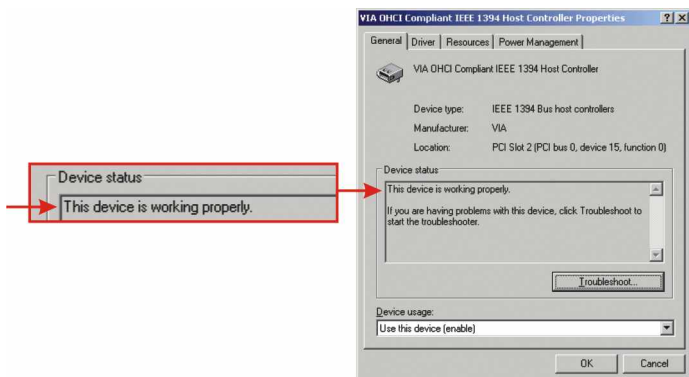 VIA OHCI Compliant IEEE 1394 Host Controller Properties
General Driver Resources Power Management
VIA OHCI Compliant IEEE 1394 Host Controller
Device type: IEEE 1394 Bus host controllers
Manufacturer: VIA
Location: PCI Slot 2 (PCI bus 0, device 15, function 0)
Device status
This device is working properly.
If you are having problems with this device, click Troubleshoot to
start the troubleshooter.
Troubleshoot...
Device usage:
Use this device (enable)
OK Cancel
Device status
This device is working properly.